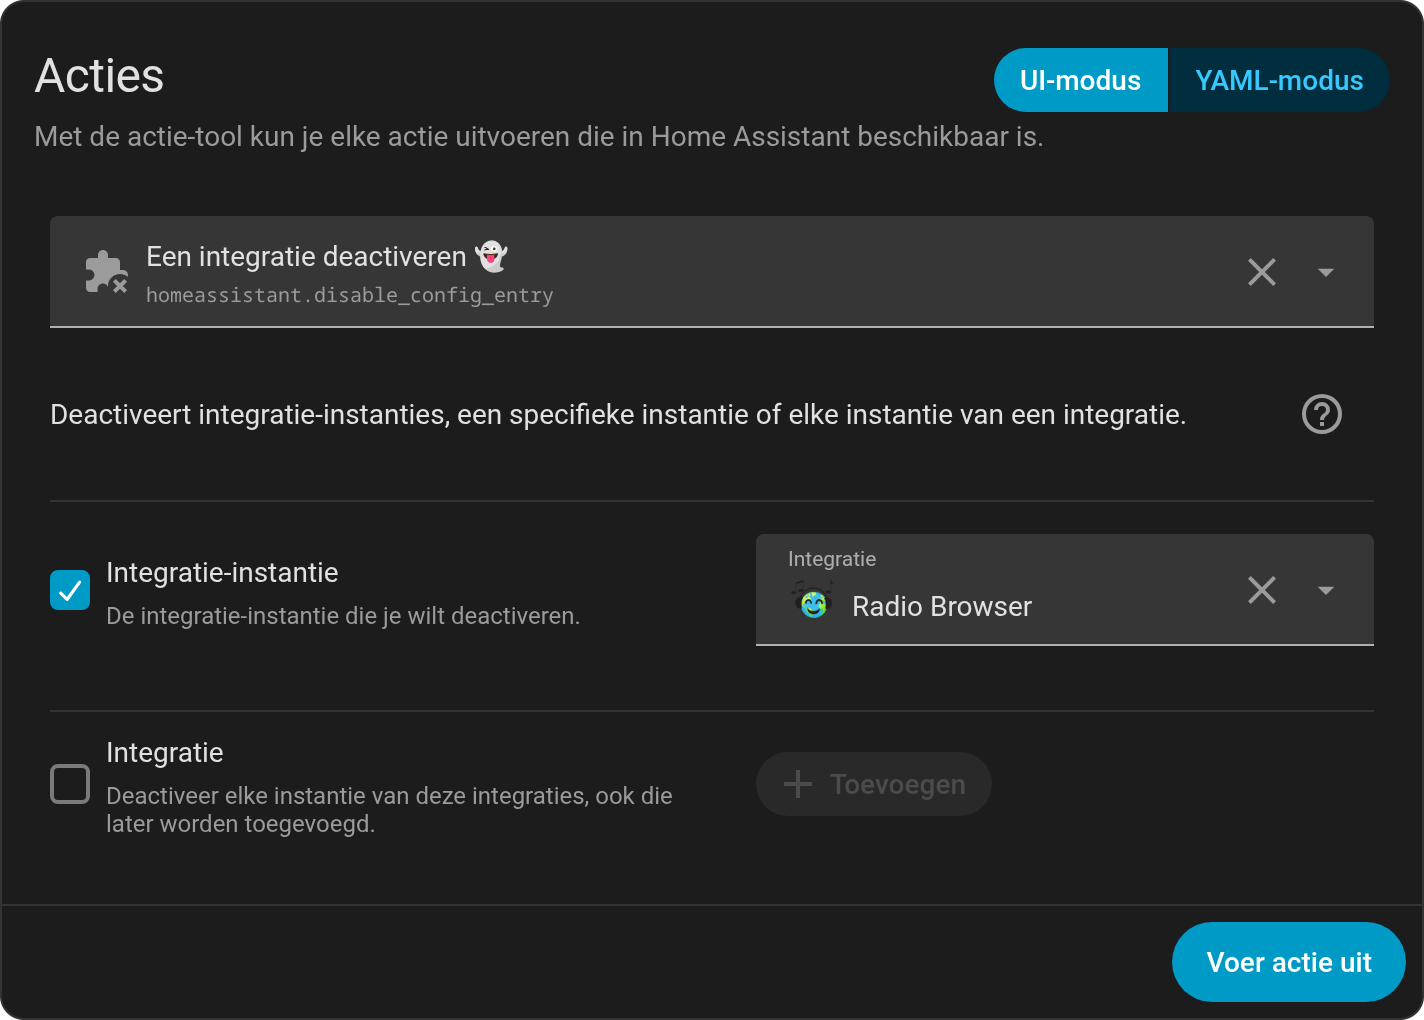 Acties
UI-modus
YAML-modus
Met de actie-tool kun je elke actie uitvoeren die in Home Assistant beschikbaar is.
Een integratie deactiveren 👻
homeassistant.disable_config_entry
Deactiveert integratie-instanties, een specifieke instantie of elke instantie van een integratie.
Integratie-instantie
De integratie-instantie die je wilt deactiveren.
Integratie
Radio Browser
Integratie
Deactiveer elke instantie van deze integraties, ook die
later worden toegevoegd.
Toevoegen
Voer actie uit